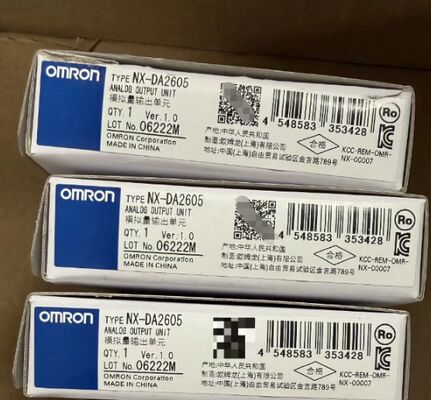 OMRON
TYPE NX-DA2605
ANALOG OUTPUT UNIT
模拟量输出单元
QTY. 1 Ver.1.0
LOT No. 06222M
OMRON Corporation
MADE IN CHINA
产地:中华人民共和国
制造:欧姆龙(上海)有限公司
地址:中国(上海)自由贸易试验区金吉路789号
4 548583 353428
合格
Ro
KCC-REM-OMR-
NX-00007
OMRON
TYPE NX-DA2605
ANALOG OUTPUT UNIT
模拟量输出单元
QTY. 1 Ver.1.0
LOT No. 06222M
OMRON Corporation
MADE IN CHINA
产地:中华人民共和国
制造:欧姆龙(上海)有限公司
地址:中国(上海)自由贸易试验区金吉路789号
4 548583 353428
合格
Ro
KCC-REM-OMR-
NX-00007
OMRON
TYPE NX-DA2605
ANALOG OUTPUT UNIT
模拟量输出单元
QTY. 1 Ver.1.0
LOT No. 06222M
OMRON Corporation
MADE IN CHINA
产地:中华人民共和国
制造:欧姆龙(上海)有限公司
地址:中国(上海)自由贸易试验区金吉路789号
4 548583 353428
合格
Ro
KCC-REM-OMR-
NX-00007